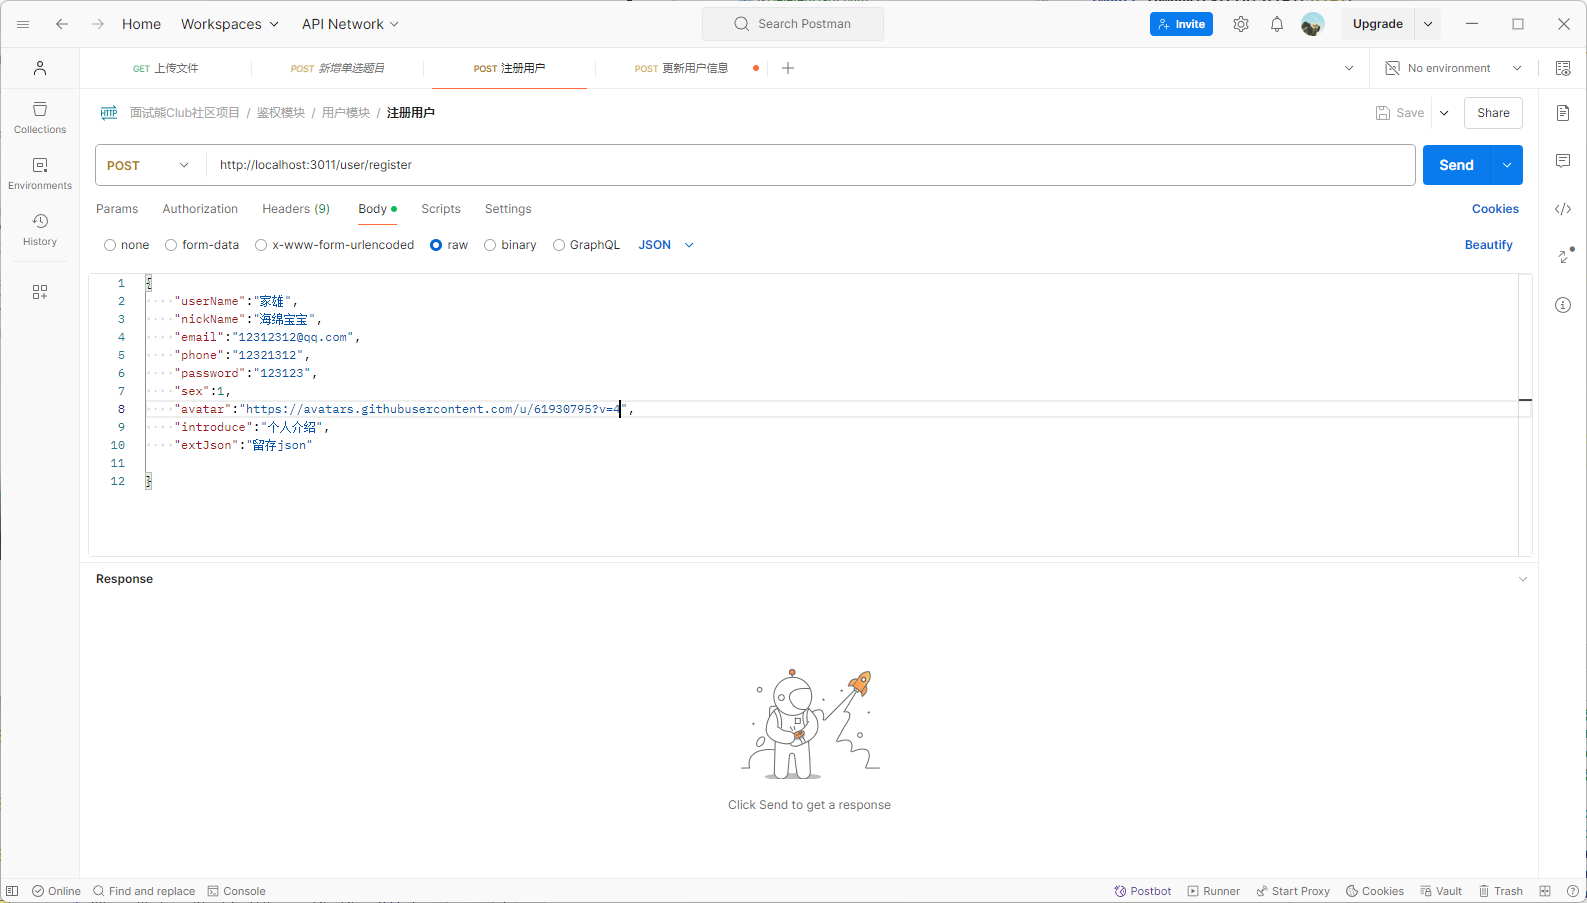 Home Workspaces API Network Search Postman Invite Upgrade
GET 上传文件 POST 新增单选题目 POST 注册用户 POST 更新用户信息 No environment
HTTP 面试熊Club社区项目 / 鉴权模块 / 用户模块 / 注册用户 Save Share
Collections
POST http://localhost:3011/user/register Send
Environments
Params Authorization Headers (9) Body Scripts Settings Cookies
History
none form-data x-www-form-urlencoded raw binary GraphQL JSON Beautify
1 {
2 "userName":"家雄",
3 "nickName":"海绵宝宝",
4 "email":"12312312@qq.com",
5 "phone":"12321312",
6 "password":"123123",
7 "sex":1,
8 "avatar":"https://avatars.githubusercontent.com/u/61930795?v=4",
9 "introduce":"个人介绍",
10 "extJson":"留存json"
11
12 }
Response
Click Send to get a response
Online Find and replace Console Postbot Runner Start Proxy Cookies Vault Trash